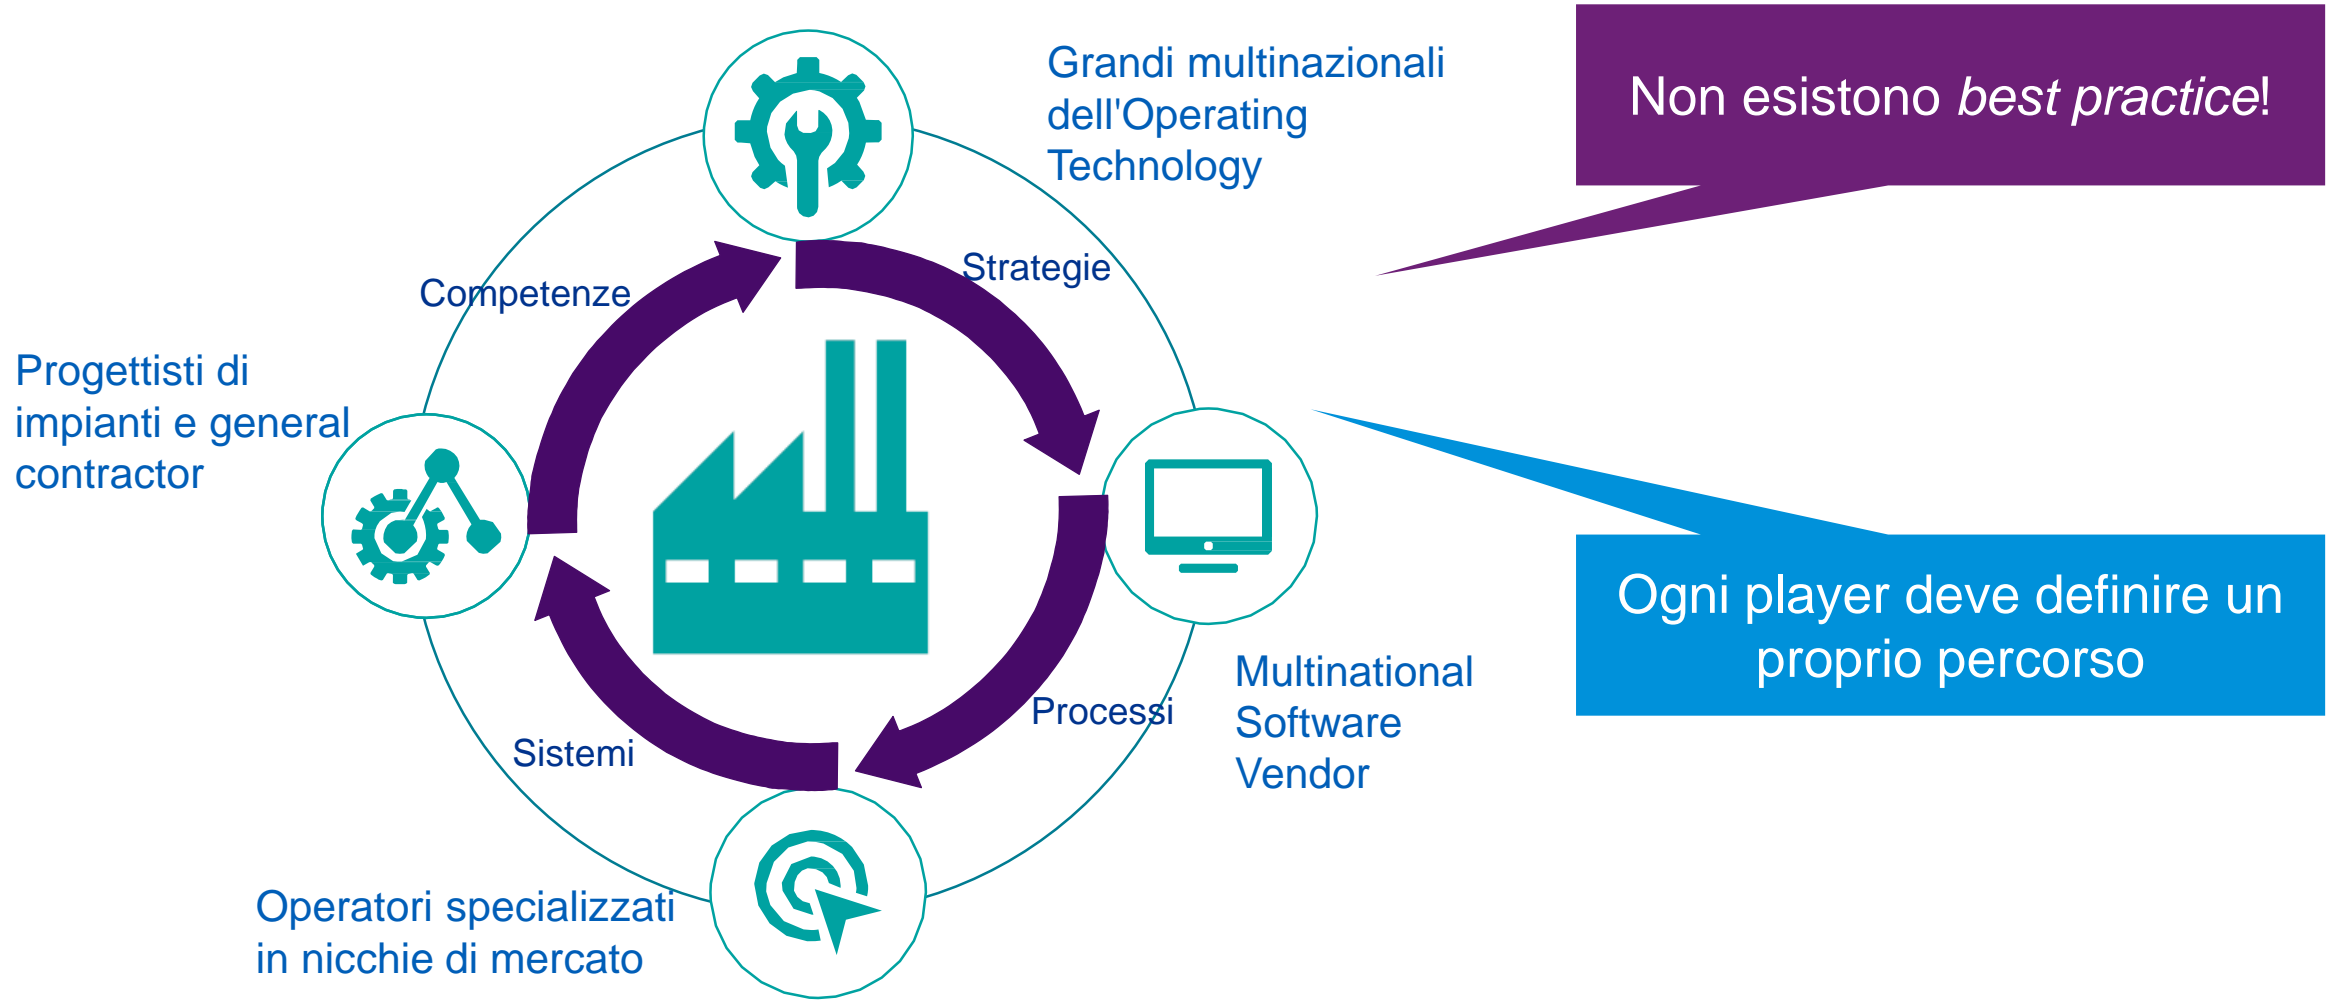 Grandi multinazionali
dell'Operating
Technology
Non esistono best practice!
Strategie
Competenze
Progettisti di
impianti e general
contractor
Ogni player deve definire un
proprio percorso
Multinational
Software
Vendor
Processi
Sistemi
Operatori specializzati
in nicchie di mercato